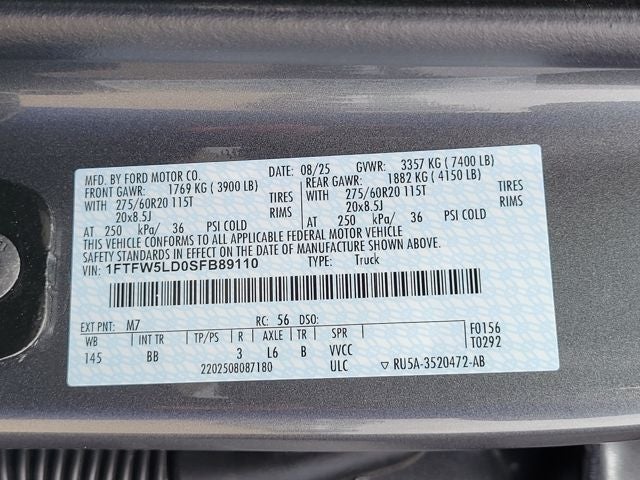 MFD. BY FORD MOTOR CO. DATE: 08/25 GVWR: 3357 KG ( 7400 LB)
FRONT GAWR: 1769 KG ( 3900 LB) REAR GAWR: 1882 KG ( 4150 LB)
WITH 275/60R20 115T TIRES WITH 275/60R20 115T TIRES
20x8.5J RIMS 20x8.5J RIMS
AT 250 kPa/ 36 PSI COLD AT 250 kPa/ 36 PSI COLD
THIS VEHICLE CONFORMS TO ALL APPLICABLE FEDERAL MOTOR VEHICLE
SAFETY STANDARDS IN EFFECT ON THE DATE OF MANUFACTURE SHOWN ABOVE.
VIN: 1FTFW5LD0SFB89110 TYPE: Truck
EXT PNT: M7 RC: 56 DSO: F0156
WB INT TR TP/PS R AXLE TR SPR T0292
145 BB 3 L6 B VVCC
2202508087180 ULC ▽ RU5A-3520472-AB